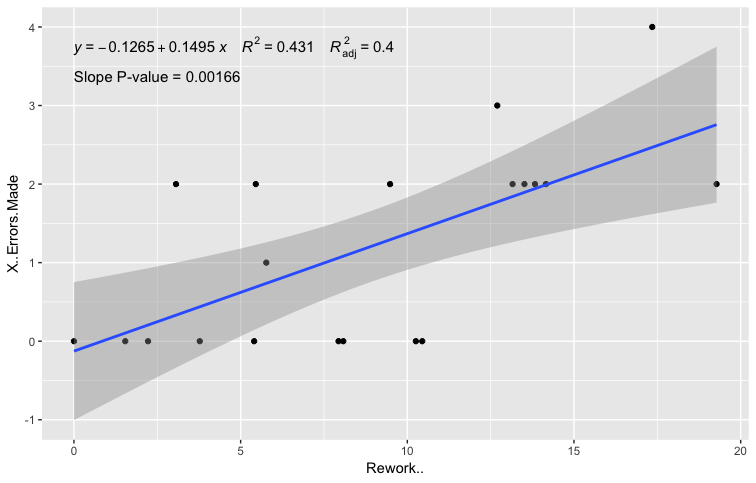 y = −0.1265 + 0.1495 x R² = 0.431 R²adj = 0.4
Slope P-value = 0.00166
4
3
2
1
0
-1
X..Errors.Made
0 5 10 15 20
Rework..